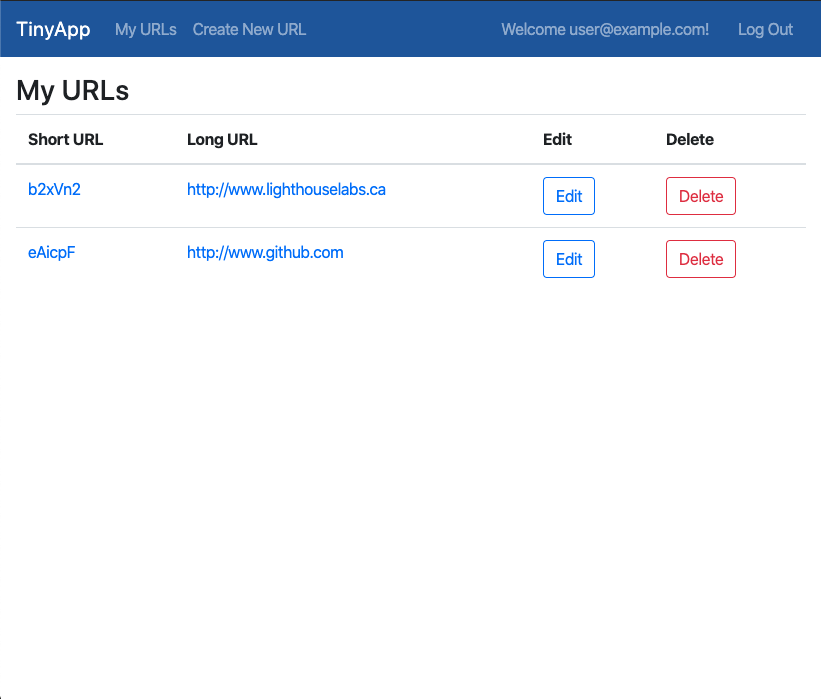 TinyApp My URLs Create New URL Welcome user@example.com! Log Out
My URLs
Short URL Long URL Edit Delete
b2xVn2 http://www.lighthouselabs.ca Edit Delete
eAicpF http://www.github.com Edit Delete